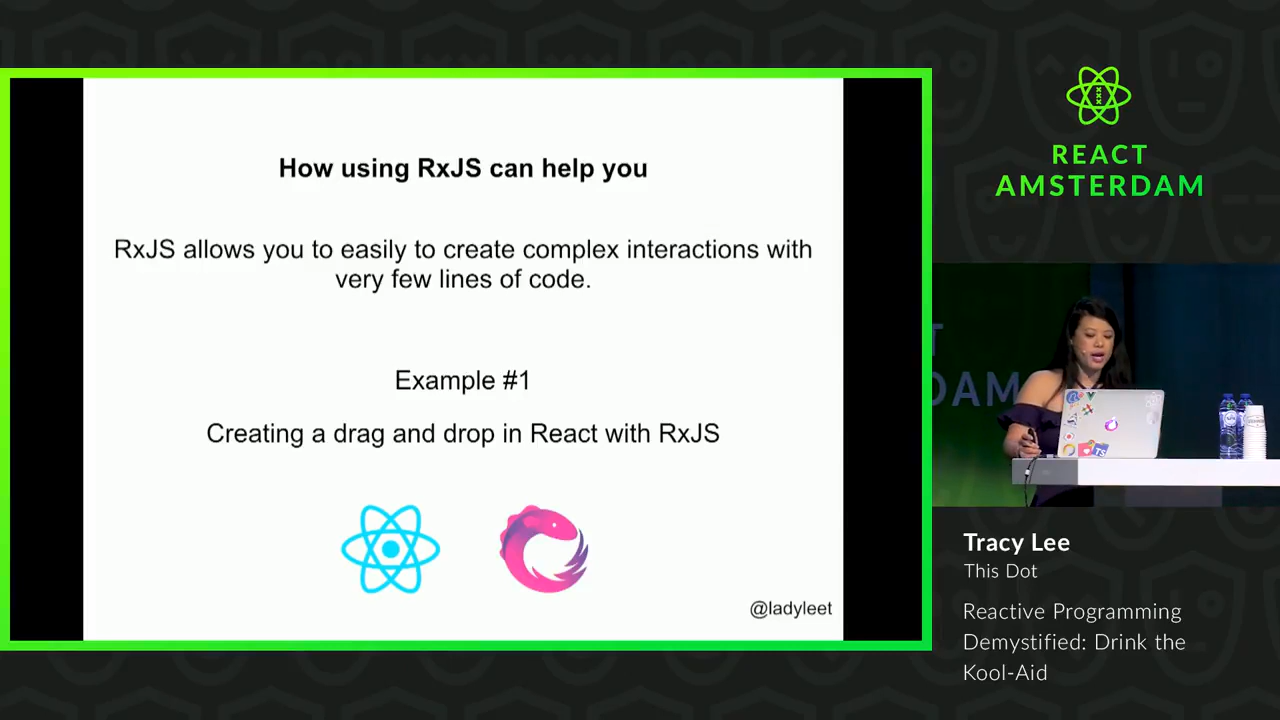 How using RxJS can help you
RxJS allows you to easily to create complex interactions with
very few lines of code.
Example #1
Creating a drag and drop in React with RxJS
@ladyleet
REACT
AMSTERDAM
T
DAM
TS
Tracy Lee
This Dot
Reactive Programming
Demystified: Drink the
Kool-Aid